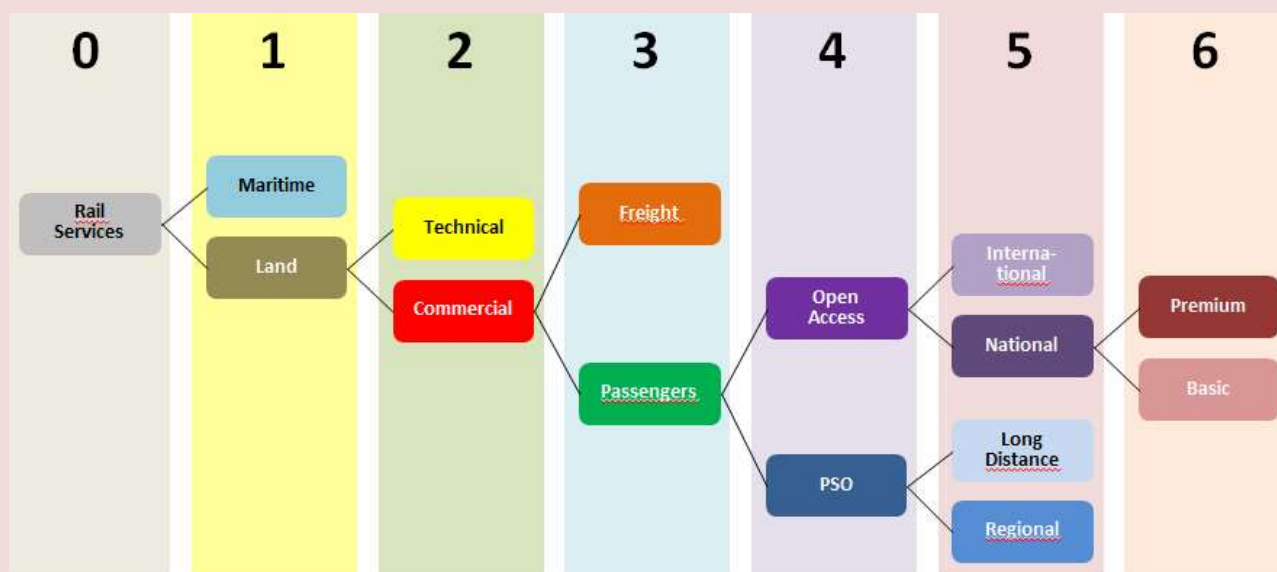 0
1
2
3
4
5
6
Rail
Services
Maritime
Land
Technical
Commercial
Freight
Passengers
Open
Access
PSO
Interna-
tional
National
Long
Distance
Regional
Premium
Basic